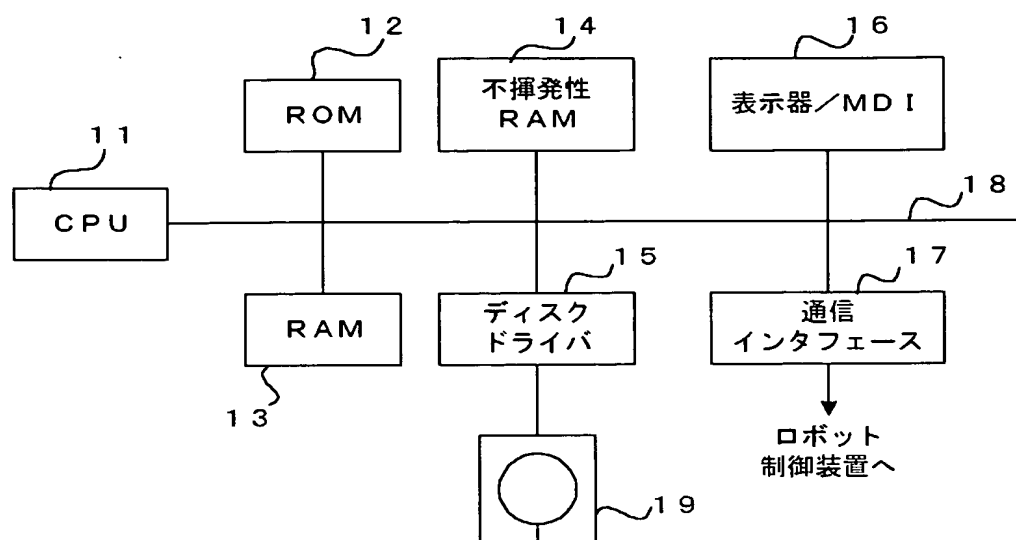 12
14
16
ROM
不揮発性
RAM
表示器/MDI
11
CPU
18
15
17
RAM
ディスク
ドライバ
通信
インタフェース
13
ロボット
制御装置へ
19